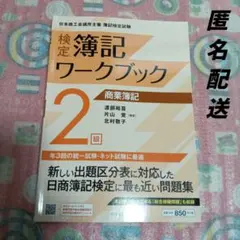 日本商工会議所主催 簿記検定試験
検定
簿記
ワークブック
商業簿記
渡部裕亘
片山 覚
北村敬子
2級
年3回の統一試験・ネット試験に最適
新しい出題区分表に対応した
日商簿記検定に最も近い問題集
850
匿名配送